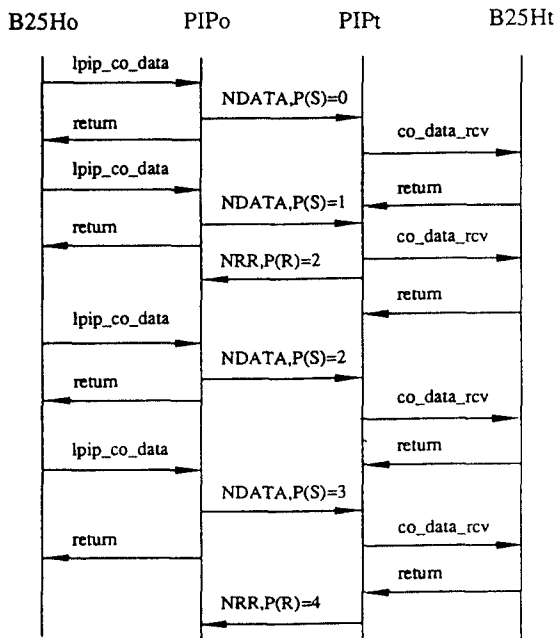 B25Ho PIPo PIPt B25Ht
lpip_co_data
NDATA,P(S)=0
return
co_data_rcv
lpip_co_data
return
NDATA,P(S)=1
return
co_data_rcv
NRR,P(R)=2
return
lpip_co_data
NDATA,P(S)=2
return
co_data_rcv
return
lpip_co_data
NDATA,P(S)=3
return
co_data_rcv
return
NRR,P(R)=4